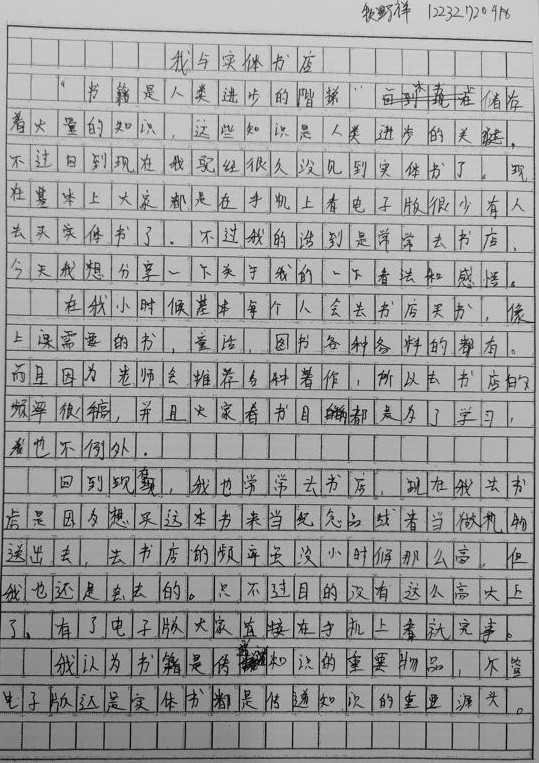 祥 12232720918
我与实体书店
"书籍是人类进步的阶梯" 每本书籍储存
着大量的知识，这些知识是人类进步的关键。
不过回到现在我已经很久没见到实体书了。现
在基本上大家都是在手机上看电子版很少有人
去买实体书了。不过我的话到是常常去书店，
今天我想分享一下关于我的一下看法和感悟。
在我小时候基本每个人会去书店买书，像
上课需要的书，童话，图书各种各料的都有。
而且因为老师会推荐各种著作，所以去书店的
频率很稿，并且大家看书目都是为了学习，
我也不例外.
回到现在，我也常常去书店，现在我去书
店是因为想买这本书来当纪念品或者当做礼物
送出去，去书店的频率虽没小时候那么高，但
我也还是会去的。只不过目的没有这么高大上
了。有了电子版大家直接在手机上看就完事。
我认为书籍是传递知识的重要物品，不管
电子版还是实体书都是传递知识的重要源头。